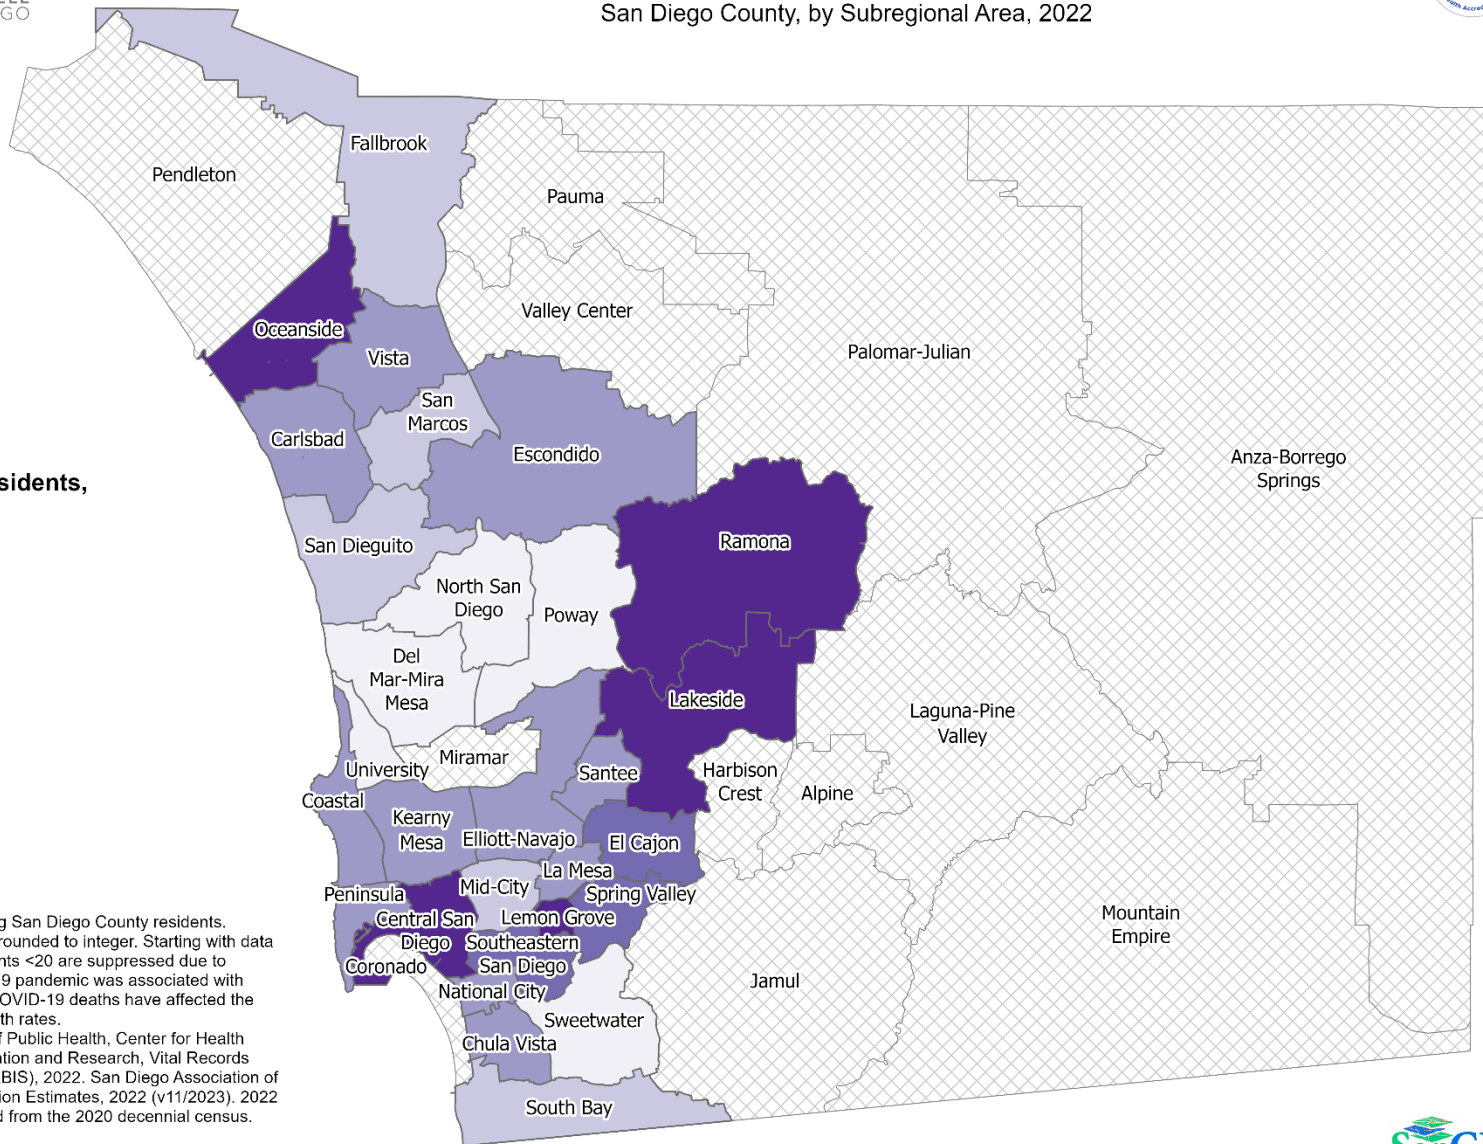 San Diego County, by Subregional Area, 2022
GO
Fallbrook
Pendleton
Pauma
Valley Center
Oceanside
Vista
Palomar-Julian
San
Marcos
Carlsbad
Escondido
Anza-Borrego
Springs
sidents,
Ramona
San Dieguito
North San
Diego
Poway
Del
Mar-Mira
Mesa
Lakeside
Laguna-Pine
Valley
Miramar
University
Santee
Harbison
Crest
Alpine
Coastal
Kearny
Mesa
Elliott-Navajo
El Cajon
La Mesa
Peninsula
Mid-City
Spring Valley
Central San
Diego
Lemon Grove
Southeastern
San Diego
Coronado
National City
Sweetwater
Chula Vista
South Bay
Jamul
Mountain
Empire
g San Diego County residents.
rounded to integer. Starting with data
nts <20 are suppressed due to
9 pandemic was associated with
OVID-19 deaths have affected the
th rates.
f Public Health, Center for Health
ation and Research, Vital Records
BIS), 2022. San Diego Association of
ion Estimates, 2022 (v11/2023). 2022
d from the 2020 decennial census.